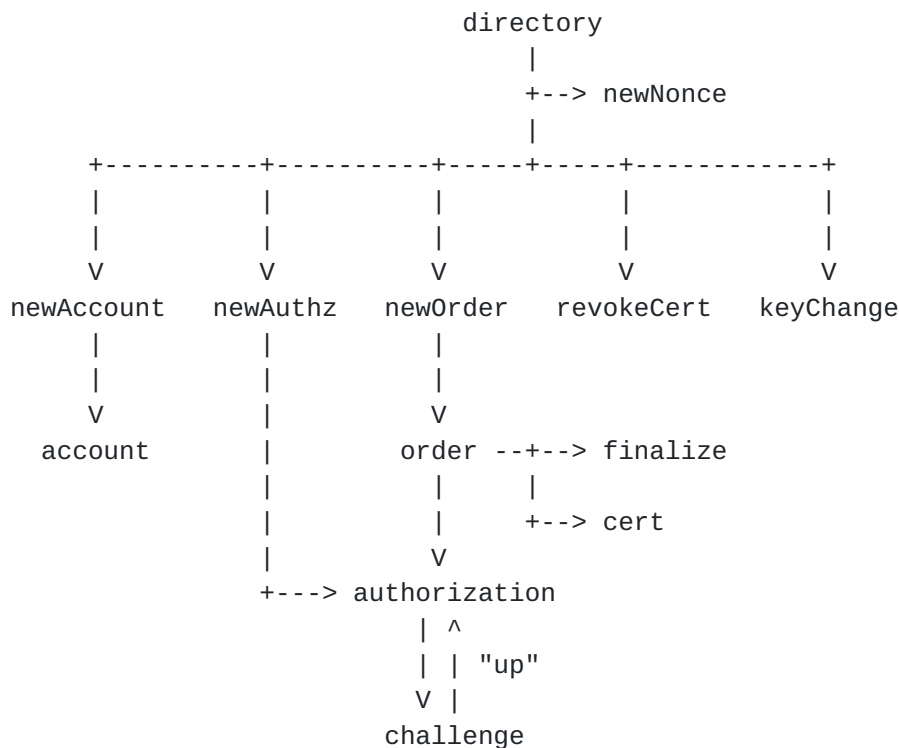 directory
newNonce
newAccount newAuthz newOrder revokeCert keyChange
account order finalize
cert
authorization
"up"
challenge